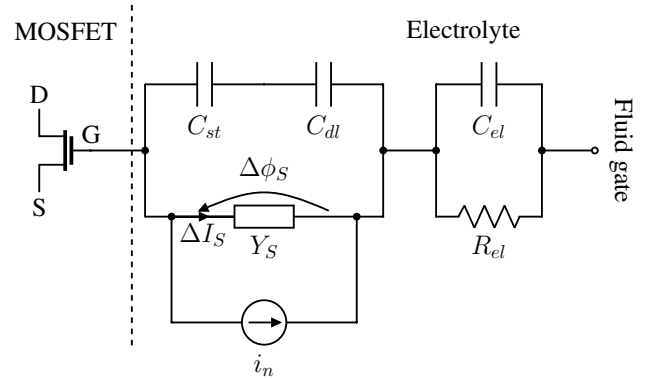 MOSFET
Electrolyte
D
G
S
C_{st}
C_{dl}
C_{el}
Fluid gate
Δϕ_S
ΔI_S
Y_S
R_{el}
i_n